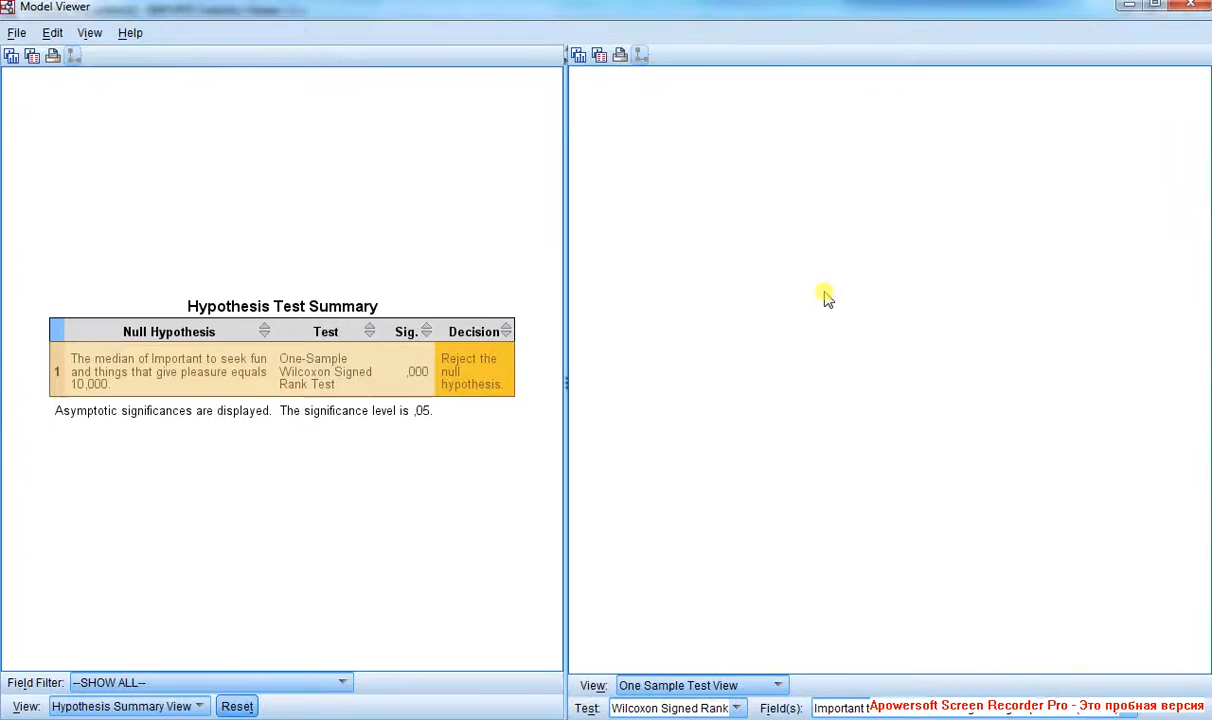 Model Viewer
File Edit View Help
Hypothesis Test Summary
Null Hypothesis Test Sig. Decision
1 The median of Important to seek fun and things that give pleasure equals 10,000. One-Sample Wilcoxon Signed Rank Test ,000 Reject the null hypothesis.
Asymptotic significances are displayed. The significance level is ,05.
Field Filter: --SHOW ALL--
View: Hypothesis Summary View Reset
View: One Sample Test View
Test: Wilcoxon Signed Rank Field(s): Important
Apowersoft Screen Recorder Pro - Это пробная версия